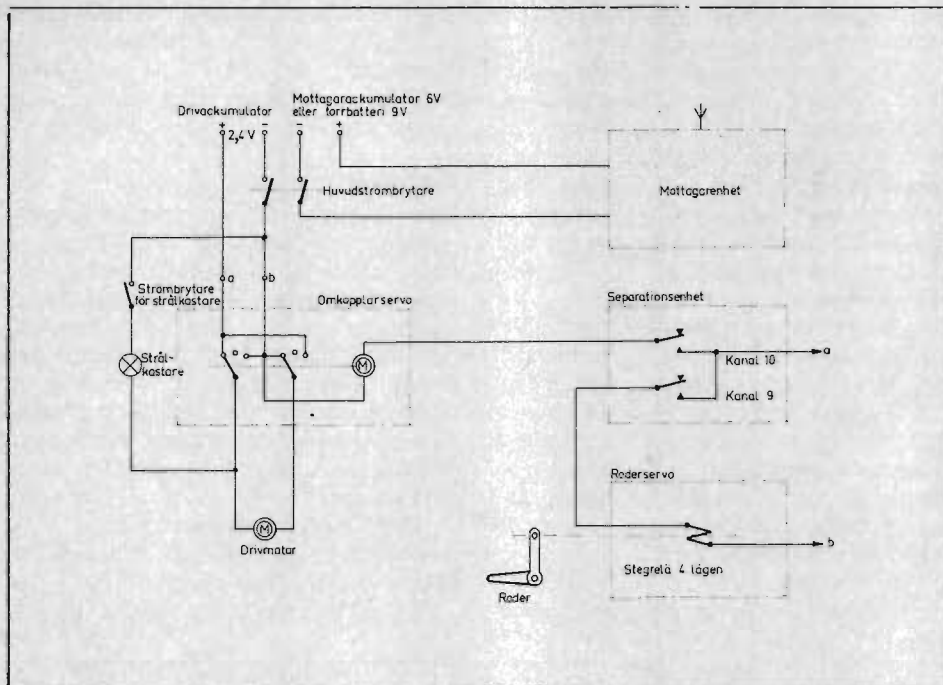 Drivackumulator
+ 2,4 V –
Mottagarackumulator 6V
eller torrbatteri 9V
– +
Huvudströmbrytare
Mottagarenhet
a
b
Strömbrytare
för strålkastare
Omkopplarservo
Separationsenhet
Strål-
kastare
M
Kanal 10
a
Kanal 9
Roderservo
M
Drivmotor
b
Stegrelä 4 lägen
Roder